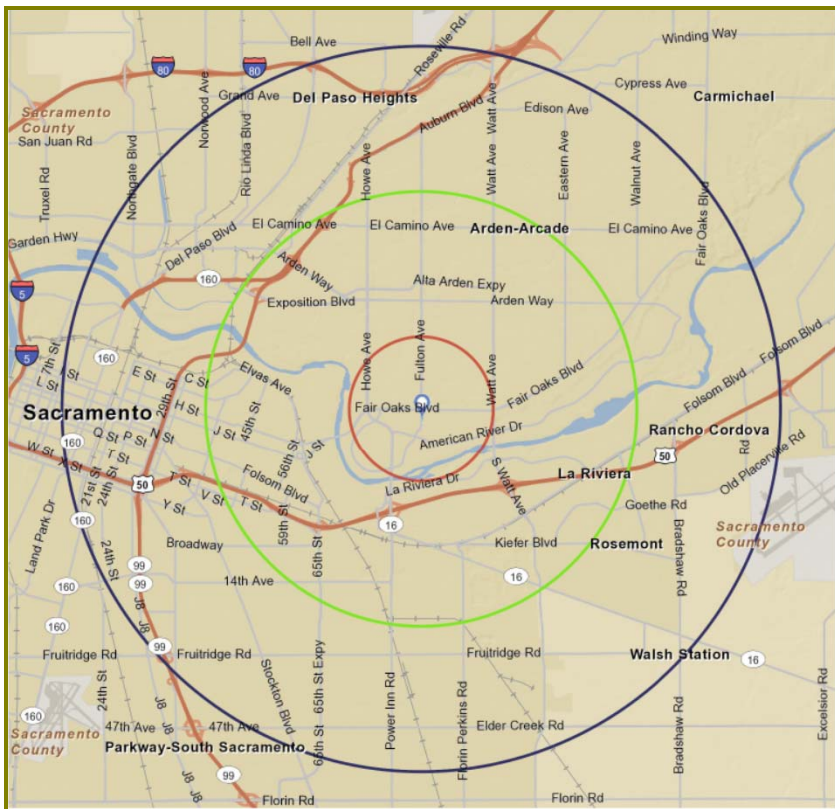 Bell Ave
Roseville Rd
Winding Way
80
80
Norwood Ave
Grand Ave
Del Paso Heights
Auburn Blvd
Watt Ave
Edison Ave
Cypress Ave
Carmichael
Sacramento
County
San Juan Rd
Truxel Rd
Northgate Blvd
Rio Linda Blvd
Howe Ave
Watt Ave
Eastern Ave
Walnut Ave
Fair Oaks Blvd
Garden Hwy
Del Paso Blvd
El Camino Ave
El Camino Ave
Arden-Arcade
El Camino Ave
5
160
Arden Way
Alta Arden Expy
Exposition Blvd
Arden Way
5
7th St
160
I St
L St
E St
C St
29th St
Elvas Ave
Howe Ave
Fulton Ave
Watt Ave
Fair Oaks Blvd
Folsom Blvd
Folsom Blvd
Sacramento
H St
J St
45th St
Fair Oaks Blvd
American River Dr
Rancho Cordova
160
Q St
P St
N St
T St
56th St
J St
W St
X St
21st St
24th St
50
T St
V St
T St
Y St
Folsom Blvd
59th St
La Riviera Dr
S Watt Ave
La Riviera
50
Rd
Old Placerville Rd
Land Park Dr
160
24th St
Broadway
65th St
16
Kiefer Blvd
Goethe Rd
Rosemont
Bradshaw Rd
Sacramento
County
99
99
14th Ave
16
160
160
J8
J8
99
Fruitridge Rd
Fruitridge Rd
Stockton Blvd
65th St Expy
Fruitridge Rd
Walsh Station
16
24th St
160
Sacramento
County
47th Ave
J8
J8
47th Ave
65th St
Power Inn Rd
Florin Perkins Rd
Elder Creek Rd
Bradshaw Rd
Excelsior Rd
Parkway-South Sacramento
99
J8
J8
Florin Rd
Florin Rd